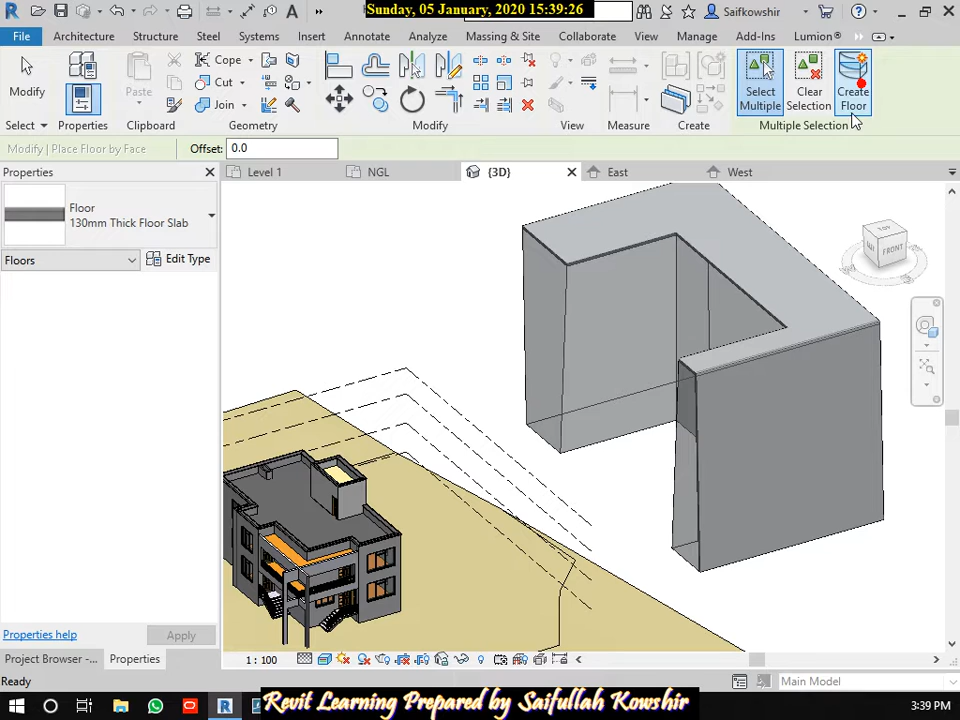 Sunday, 05 January, 2020 15:39:26
Saifkowshir
File Architecture Structure Steel Systems Insert Annotate Analyze Massing & Site Collaborate View Manage Add-Ins Lumion®
Modify
Paste
Cope
Cut
Join
Select Multiple
Clear Selection
Create Floor
Select Properties Clipboard Geometry Modify View Measure Create Multiple Selection
Modify | Place Floor by Face Offset: 0.0
Properties
Level 1 NGL {3D} East West
Floor
130mm Thick Floor Slab
Floors Edit Type
TOP
FRONT
Properties help Apply
Project Browser -... Properties
1 : 100
Ready Main Model
Revit Learning Prepared by Saifullah Kowshir
3:39 PM